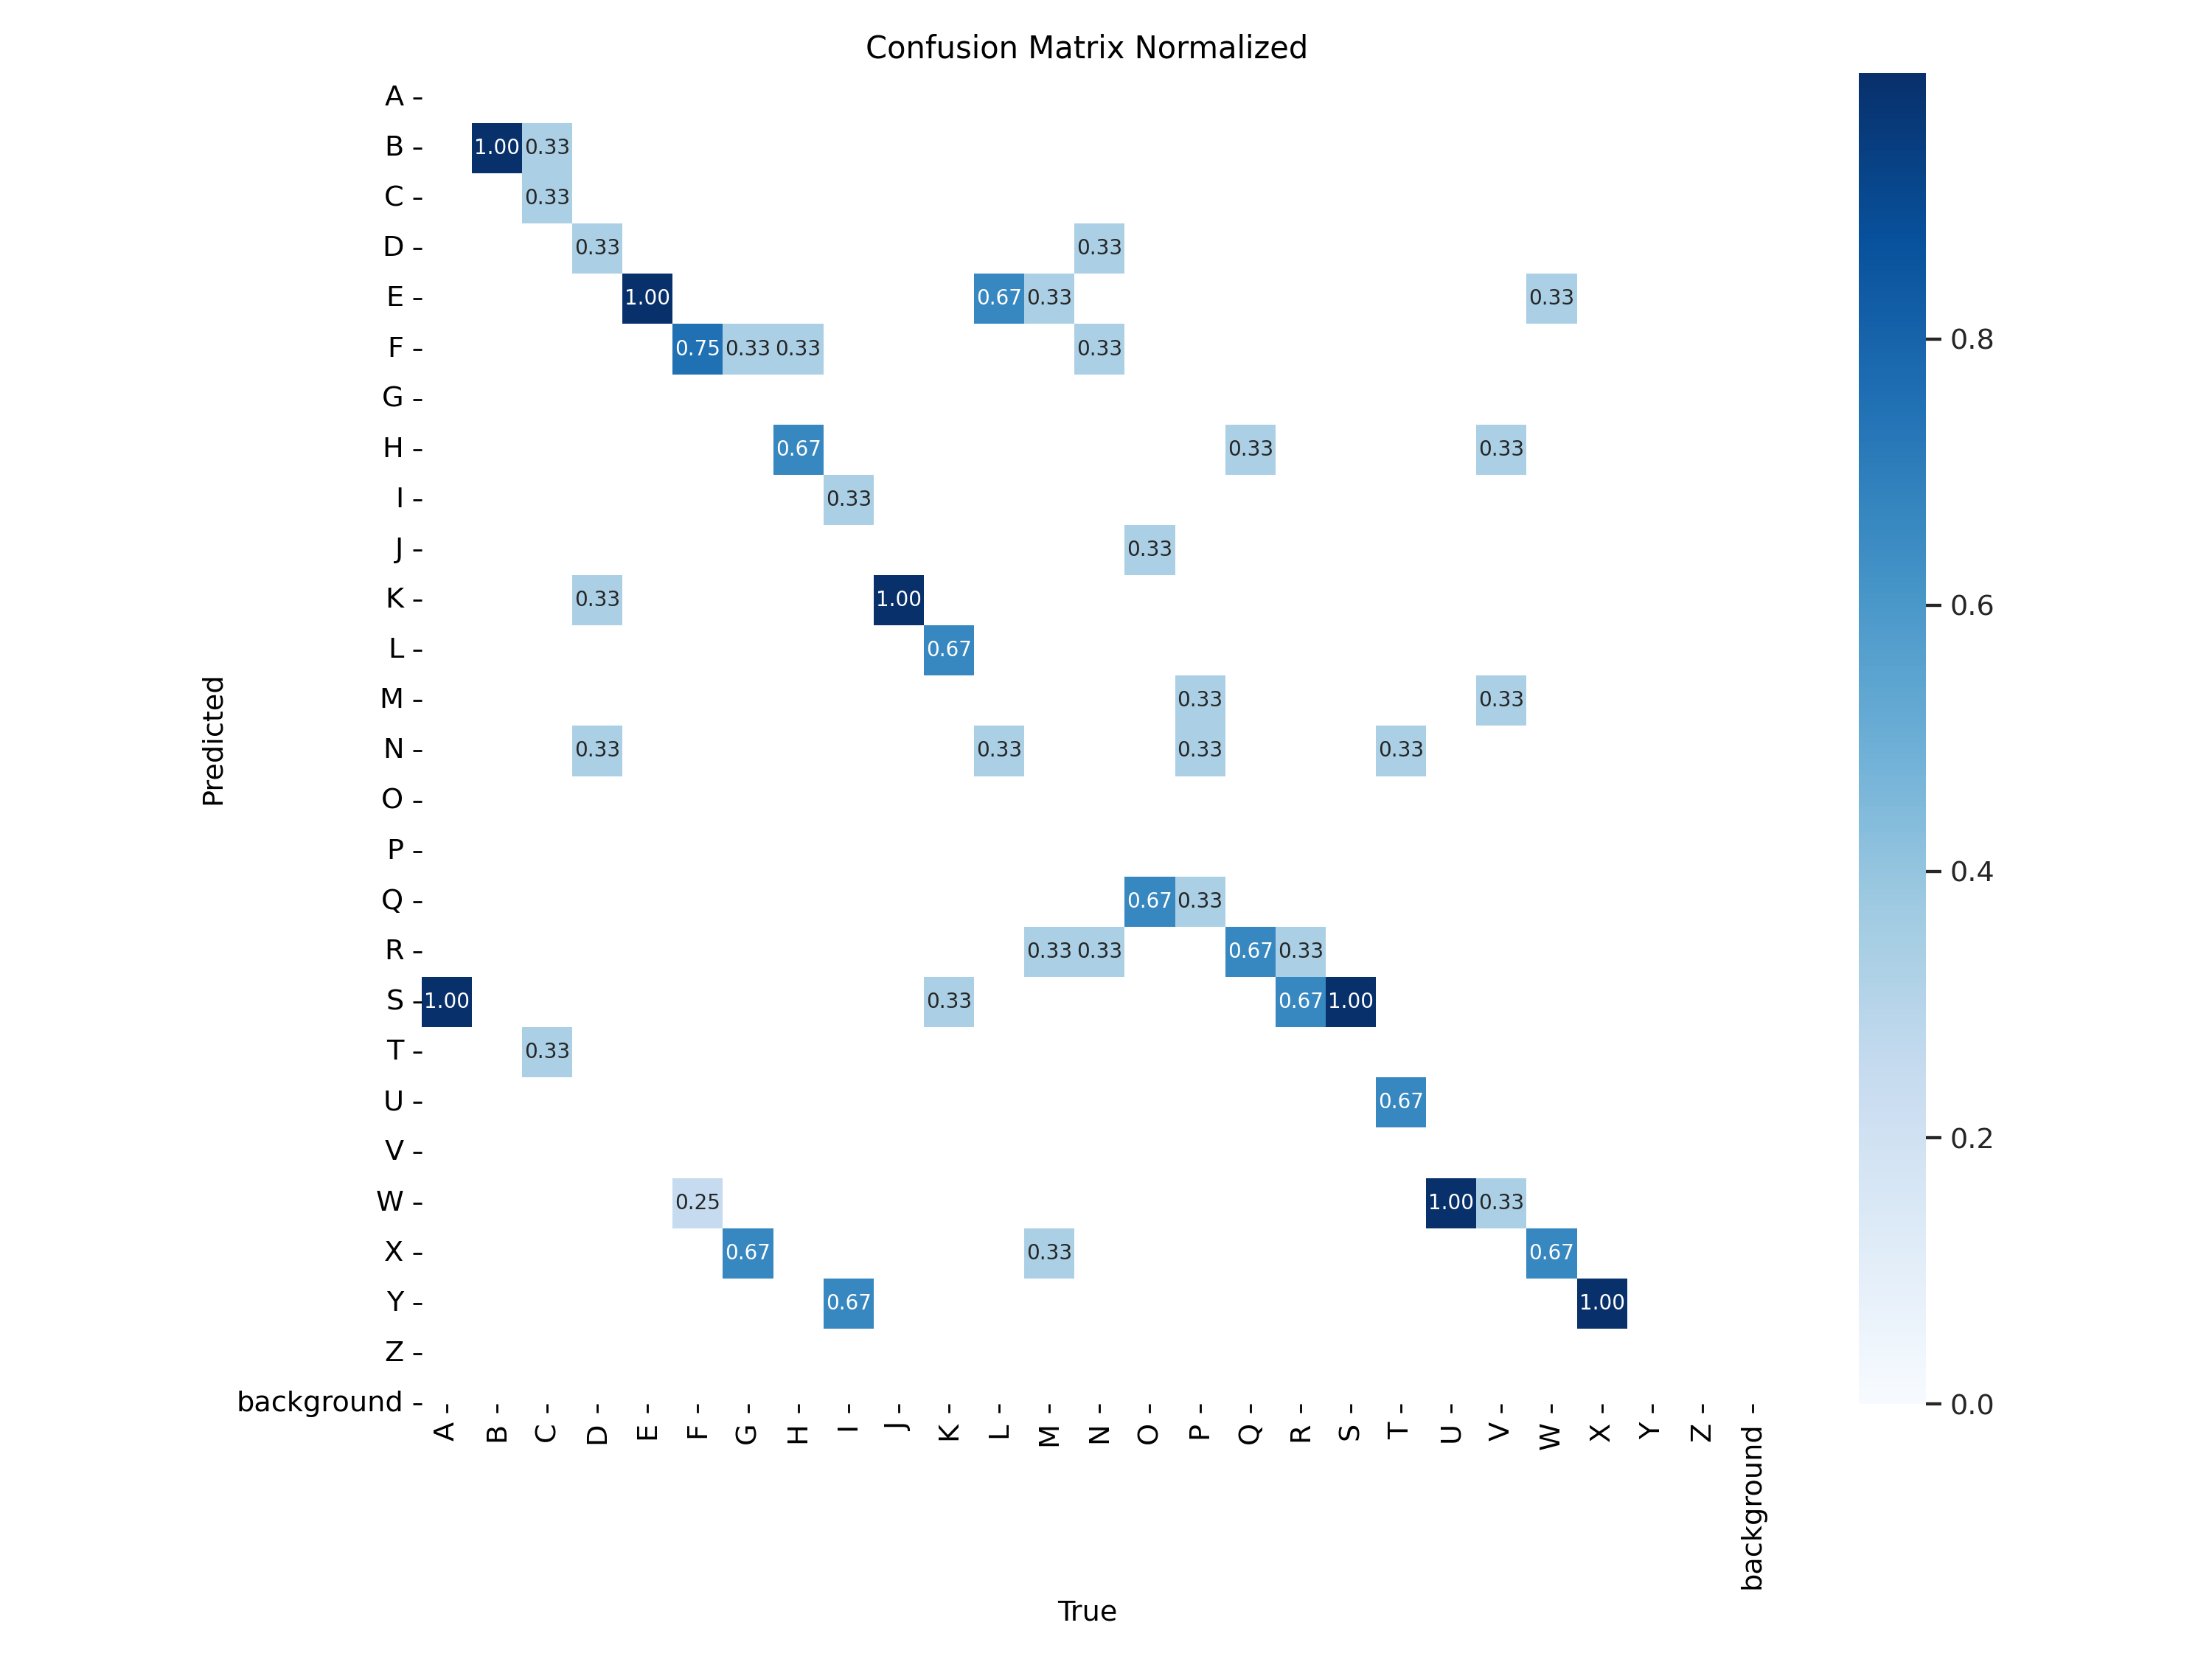 Confusion Matrix Normalized
A
B 1.00 0.33
C 0.33
D 0.33 0.33
E 1.00 0.67 0.33 0.33
F 0.75 0.33 0.33 0.33
G
H 0.67 0.33 0.33
I 0.33
J 0.33
K 0.33 1.00
L 0.67
M 0.33 0.33
N 0.33 0.33 0.33 0.33
O
P
Q 0.67 0.33
R 0.33 0.33 0.67 0.33
S 1.00 0.33 0.67 1.00
T 0.33
U 0.67
V
W 0.25 1.00 0.33
X 0.67 0.33 0.67
Y 0.67 1.00
Z
background
A B C D E F G H I J K L M N O P Q R S T U V W X Y Z background
True
Predicted
0.8
0.6
0.4
0.2
0.0